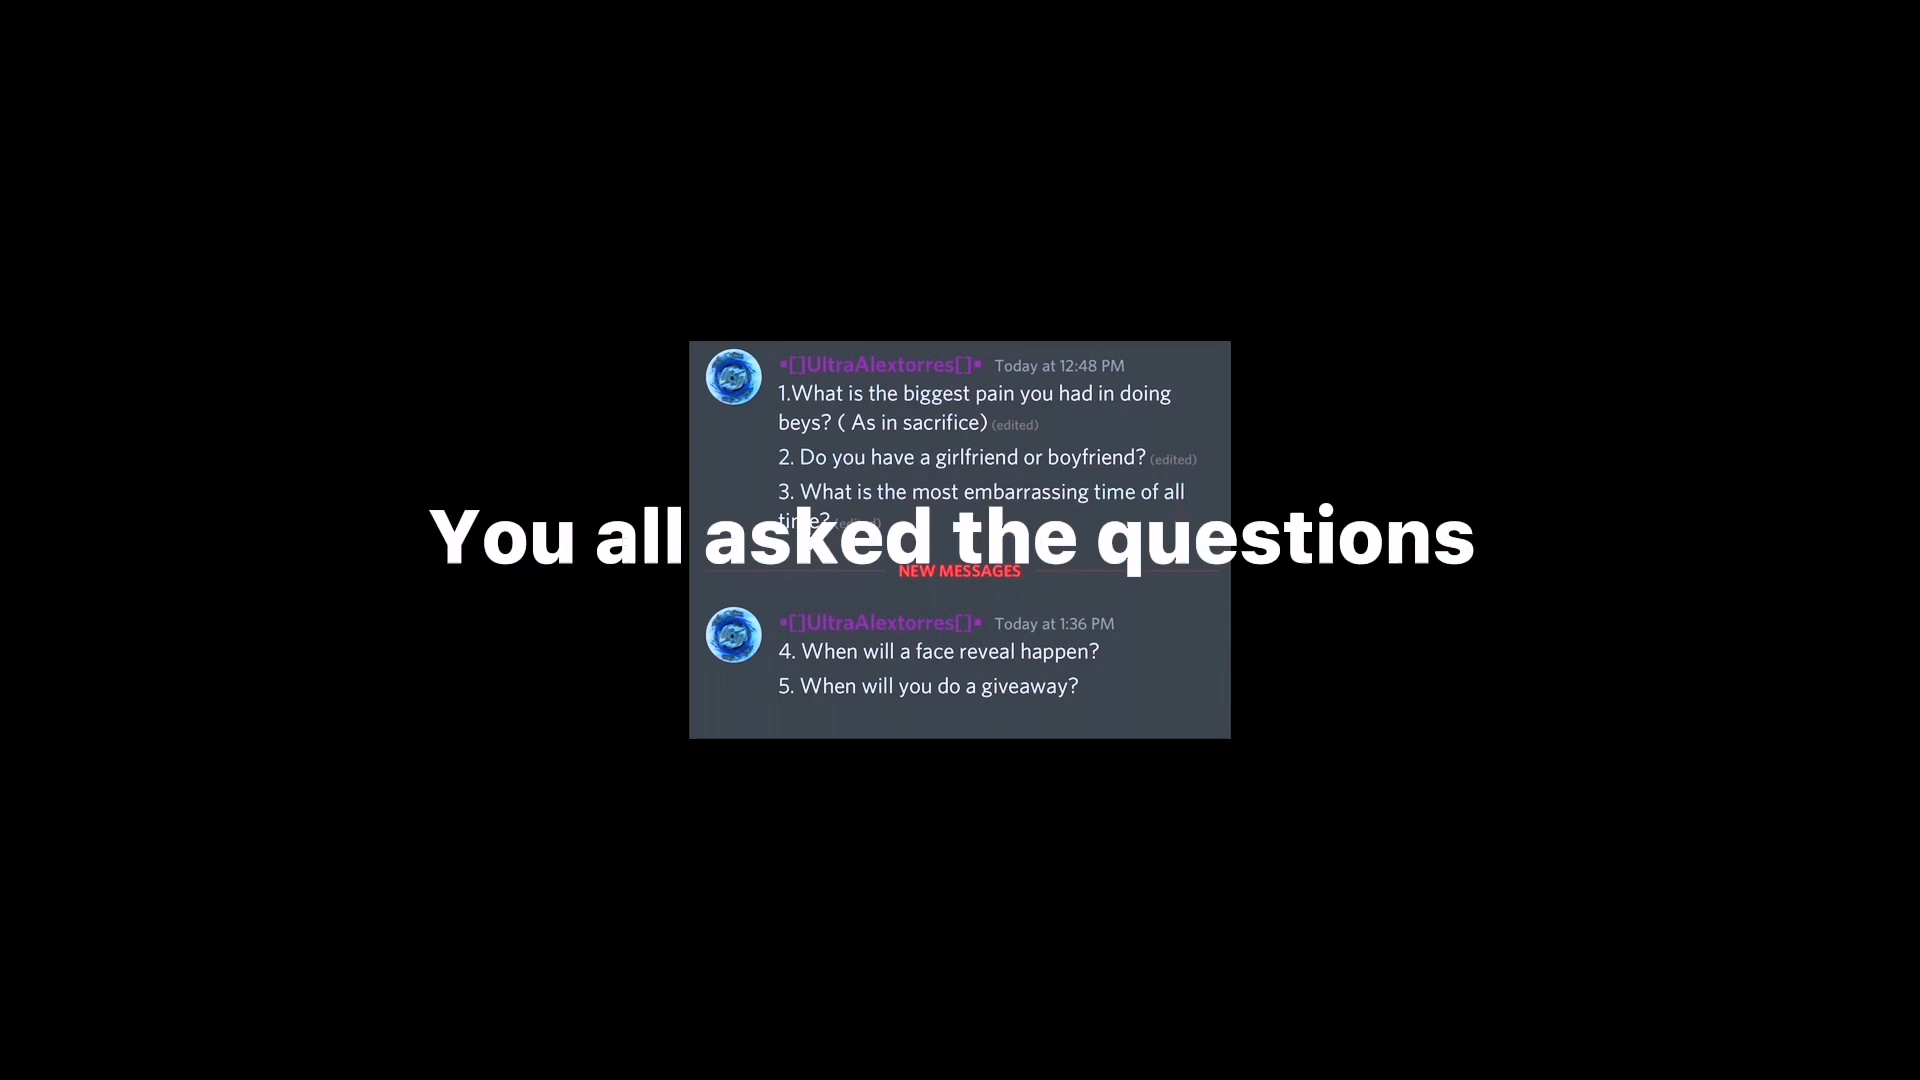 •[]UltraAlextorres[]• Today at 12:48 PM
1.What is the biggest pain you had in doing
beys? ( As in sacrifice) (edited)
2. Do you have a girlfriend or boyfriend? (edited)
3. What is the most embarrassing time of all
time? (edited)
You all asked the questions
NEW MESSAGES
•[]UltraAlextorres[]• Today at 1:36 PM
4. When will a face reveal happen?
5. When will you do a giveaway?